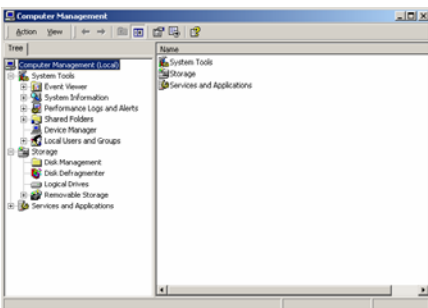 Computer Management
Action View
Tree
Name
Computer Management (Local)
System Tools
Event Viewer
System Information
Performance Logs and Alerts
Shared Folders
Device Manager
Local Users and Groups
Storage
Disk Management
Disk Defragmenter
Logical Drives
Removable Storage
Services and Applications
System Tools
Storage
Services and Applications